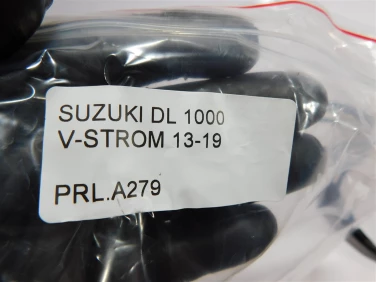 SUZUKI DL 1000
V-STROM 13-19
PRL.A279